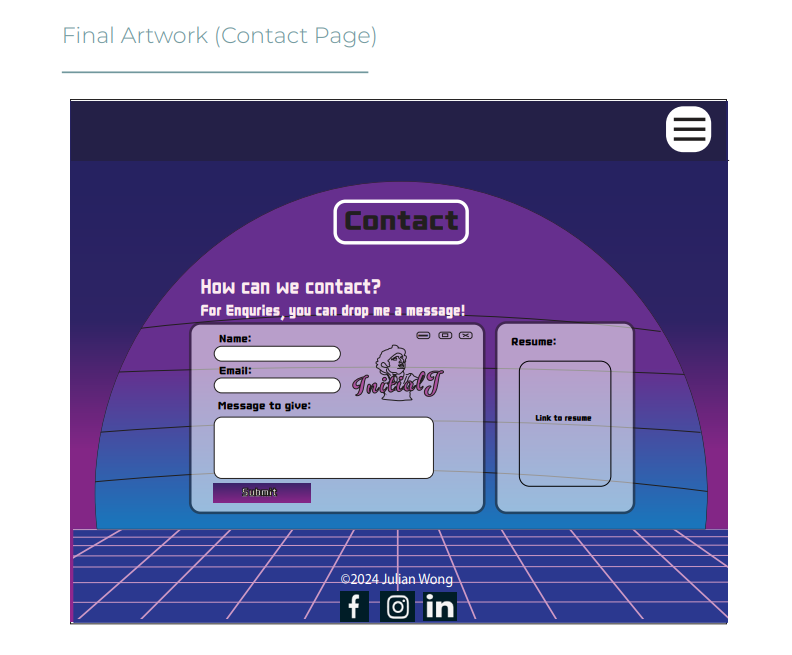 Final Artwork (Contact Page)
Contact
How can we contact?
For Enquries, you can drop me a message!
Name:
Email:
Message to give:
InitialJ
Submit
Resume:
Link to resume
©2024 Julian Wong
f
in